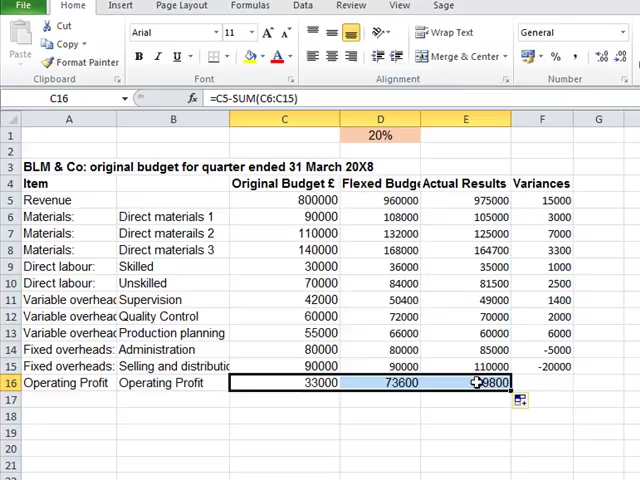 File Home Insert Page Layout Formulas Data Review View Sage
Cut Arial 11 A A Wrap Text General
Copy
Paste Format Painter B I U A Merge & Center % ,
Clipboard Font Alignment Number
C16 fx =C5-SUM(C6:C15)
A B C D E F G
1 20%
2
3 BLM & Co: original budget for quarter ended 31 March 20X8
4 Item Original Budget £ Flexed Budge Actual Results Variances
5 Revenue 800000 960000 975000 15000
6 Materials: Direct materials 1 90000 108000 105000 3000
7 Materials: Direct materails 2 110000 132000 125000 7000
8 Materials: Direct materials 3 140000 168000 164700 3300
9 Direct labour: Skilled 30000 36000 35000 1000
10 Direct labour: Unskilled 70000 84000 81500 2500
11 Variable overhead Supervision 42000 50400 49000 1400
12 Variable overhead Quality Control 60000 72000 70000 2000
13 Variable overhead Production planning 55000 66000 60000 6000
14 Fixed overheads: Administration 80000 80000 85000 -5000
15 Fixed overheads: Selling and distributio 90000 90000 110000 -20000
16 Operating Profit Operating Profit 33000 73600 9800
17
18
19
20
21